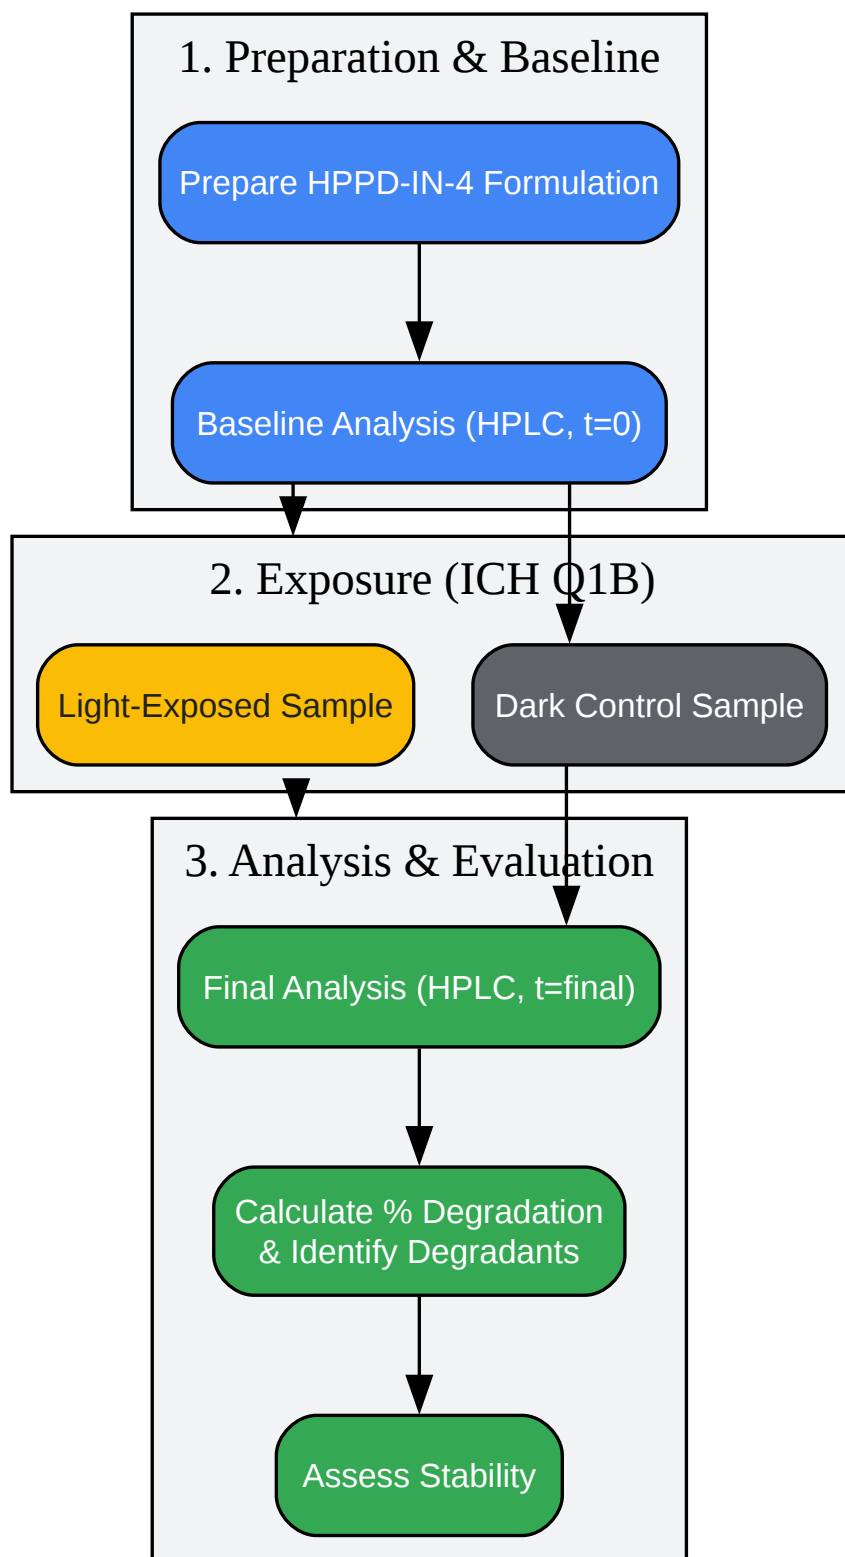 1. Preparation & Baseline
Prepare HPPD-IN-4 Formulation
Baseline Analysis (HPLC, t=0)
2. Exposure (ICH Q1B)
Light-Exposed Sample
Dark Control Sample
3. Analysis & Evaluation
Final Analysis (HPLC, t=final)
Calculate % Degradation
& Identify Degradants
Assess Stability